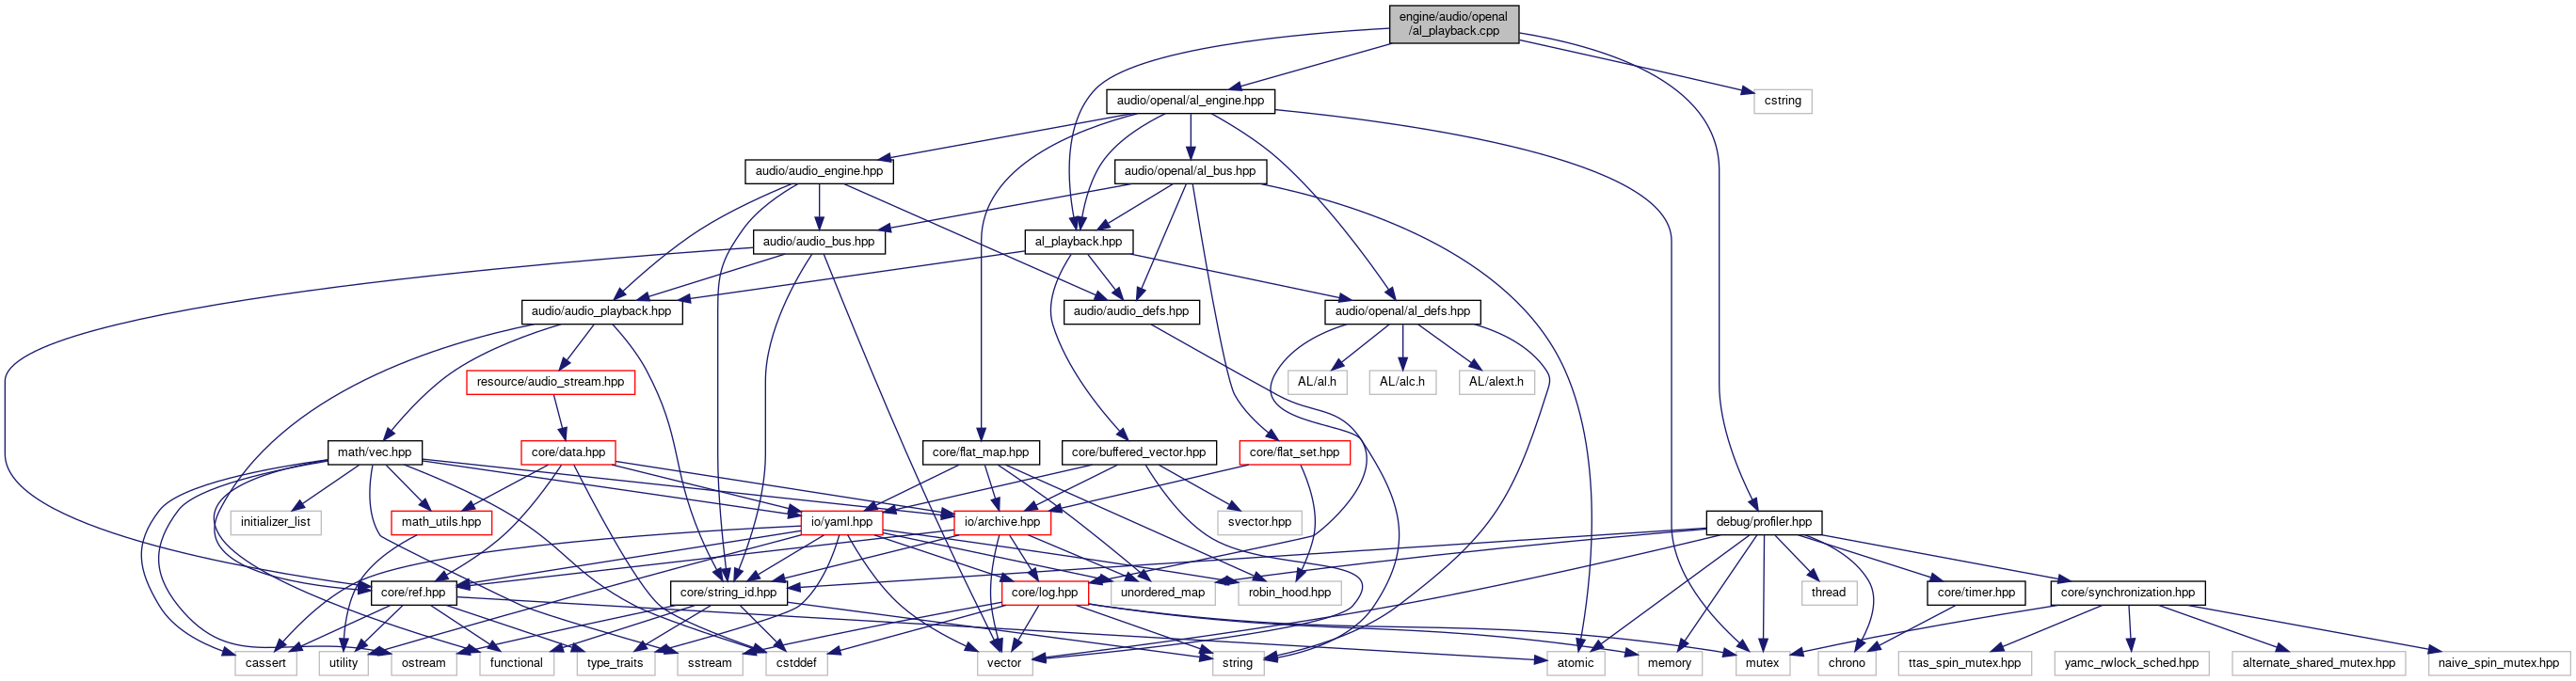 engine/audio/openal
/al_playback.cpp
audio/openal/al_engine.hpp
cstring
audio/audio_engine.hpp
audio/openal/al_bus.hpp
audio/audio_bus.hpp
al_playback.hpp
audio/audio_playback.hpp
audio/audio_defs.hpp
audio/openal/al_defs.hpp
resource/audio_stream.hpp
AL/al.h
AL/alc.h
AL/alext.h
math/vec.hpp
core/data.hpp
core/flat_map.hpp
core/buffered_vector.hpp
core/flat_set.hpp
initializer_list
math_utils.hpp
io/yaml.hpp
io/archive.hpp
svector.hpp
debug/profiler.hpp
core/ref.hpp
core/string_id.hpp
core/log.hpp
unordered_map
robin_hood.hpp
thread
core/timer.hpp
core/synchronization.hpp
cassert
utility
ostream
functional
type_traits
sstream
cstddef
vector
string
atomic
memory
mutex
chrono
ttas_spin_mutex.hpp
yamc_rwlock_sched.hpp
alternate_shared_mutex.hpp
naive_spin_mutex.hpp